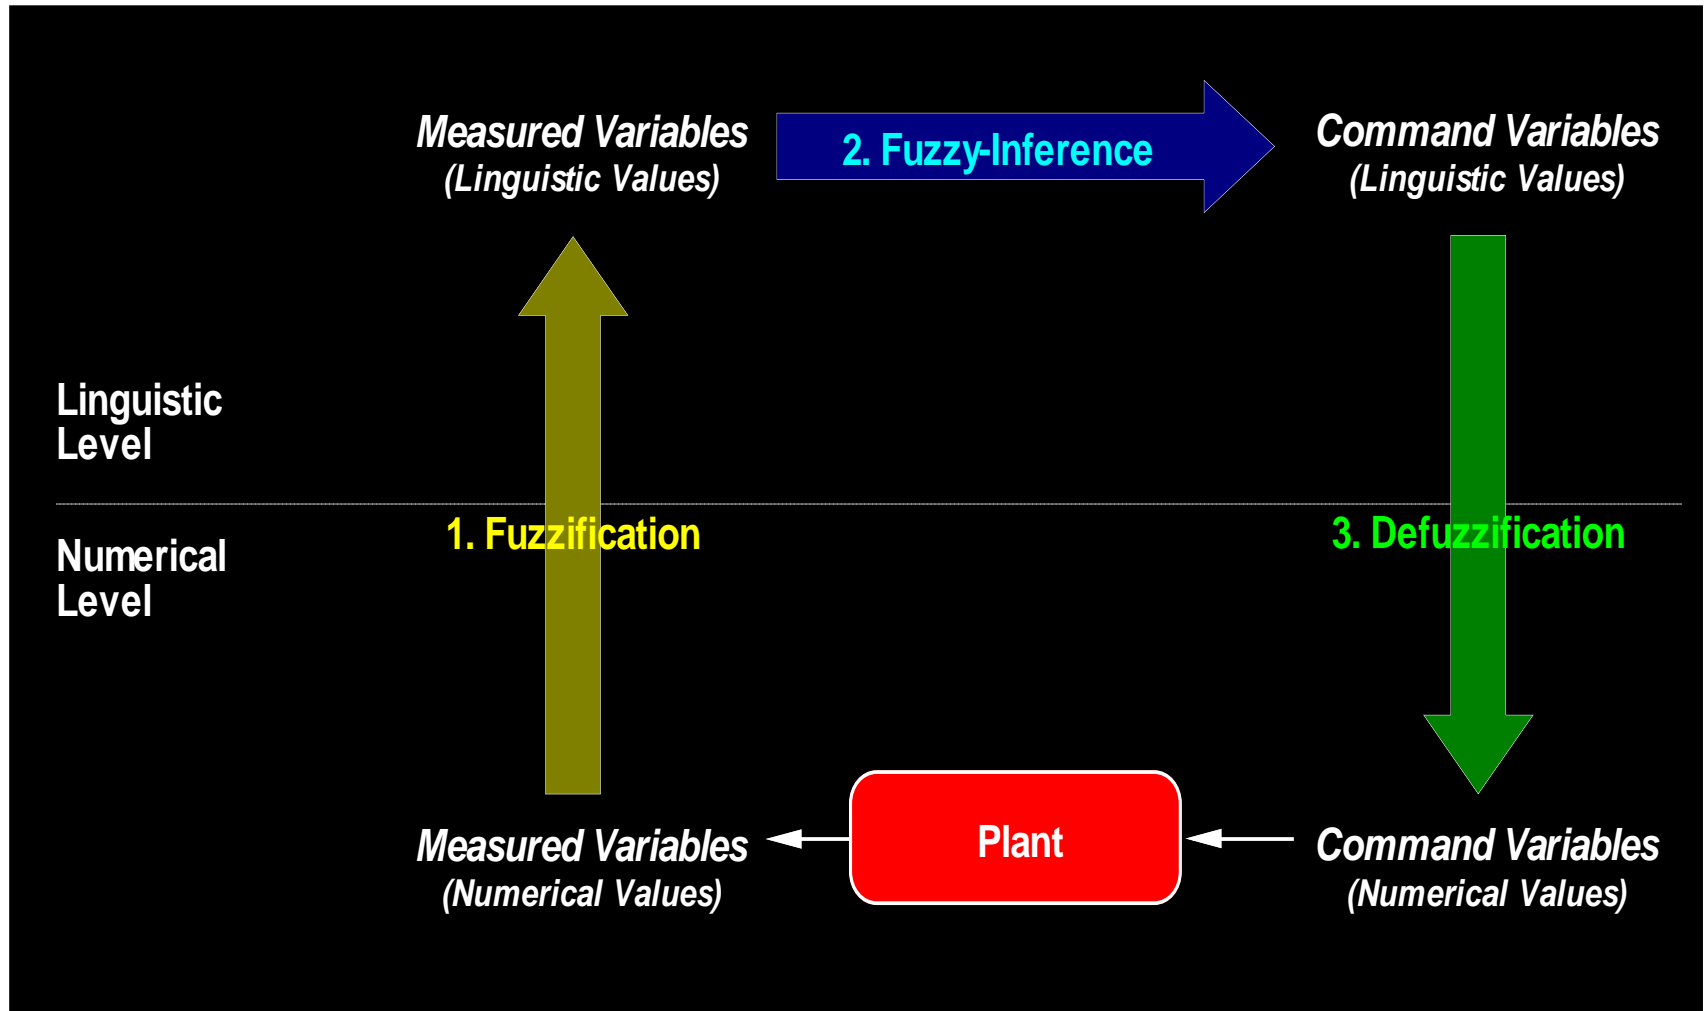 Measured Variables
(Linguistic Values)
2. Fuzzy-Inference
Command Variables
(Linguistic Values)
Linguistic
Level
1. Fuzzification
3. Defuzzification
Numerical
Level
Measured Variables
(Numerical Values)
Plant
Command Variables
(Numerical Values)